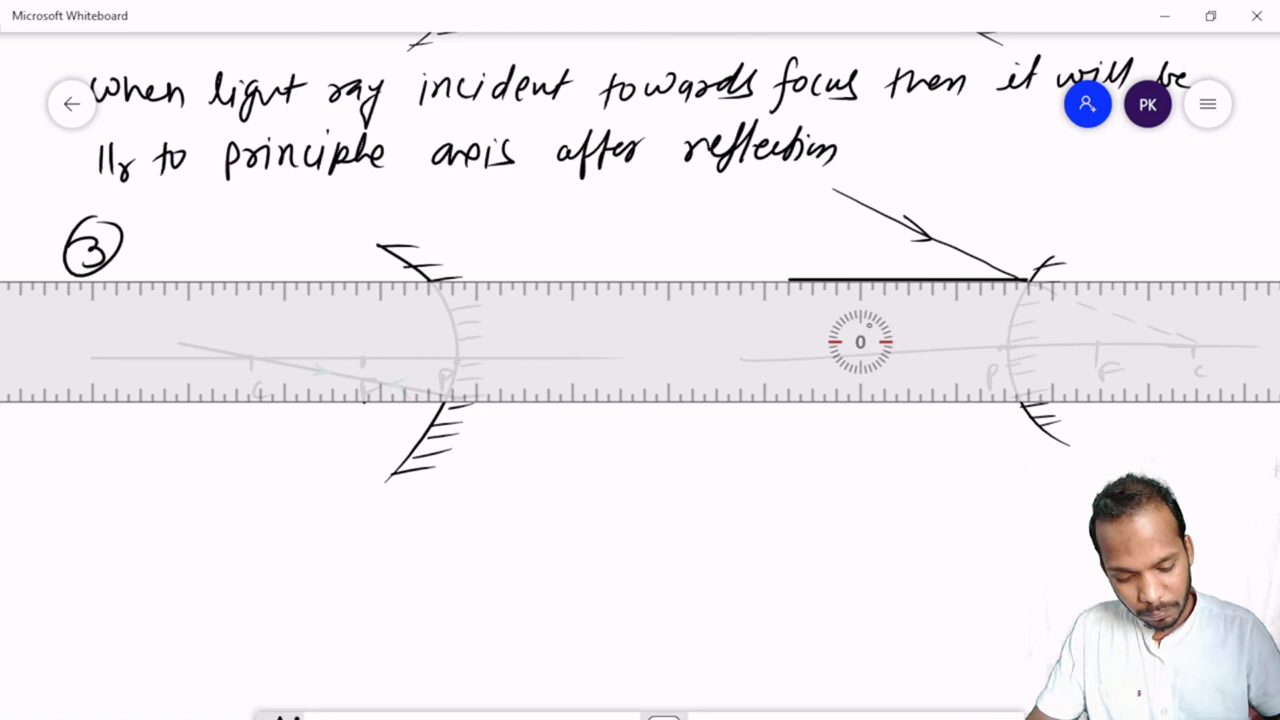 Microsoft Whiteboard
when light ray incident towards focus then it will be
llr to principle axis after reflection
PK
3
0
C
F
P
P
F
C